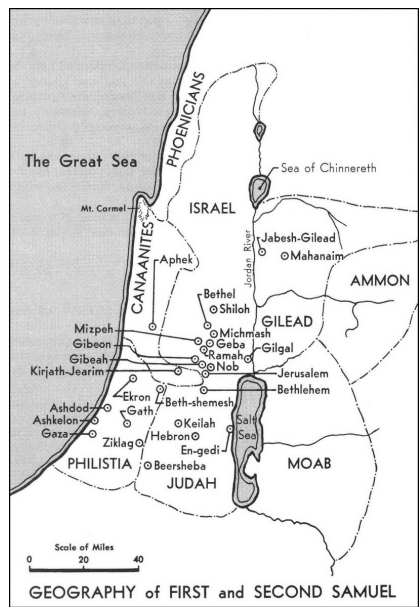 PHOENICIANS
The Great Sea
Sea of Chinnereth
ISRAEL
Mt. Carmel
CANAANITES
Jordan River
Jabesh-Gilead
Mahanaim
Aphek
AMMON
Bethel
Shiloh
GILEAD
Mizpeh
Michmash
Gibeon
Geba
Gibeah
Ramah
Gilgal
Kirjath-Jearim
Nob
Jerusalem
Bethlehem
Ekron
Beth-shemesh
Ashdod
Gath
Ashkelon
Keilah
Salt
Sea
Gaza
Ziklag
Hebron
En-gedi
PHILISTIA
Beersheba
MOAB
JUDAH
Scale of Miles
0 20 40
GEOGRAPHY of FIRST and SECOND SAMUEL